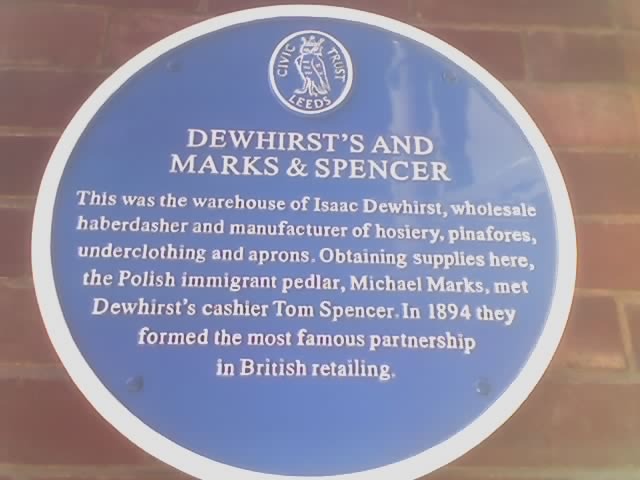 CIVIC TRUST
LEEDS
DEWHIRST'S AND
MARKS & SPENCER
This was the warehouse of Isaac Dewhirst, wholesale
haberdasher and manufacturer of hosiery, pinafores,
underclothing and aprons. Obtaining supplies here,
the Polish immigrant pedlar, Michael Marks, met
Dewhirst's cashier Tom Spencer. In 1894 they
formed the most famous partnership
in British retailing.